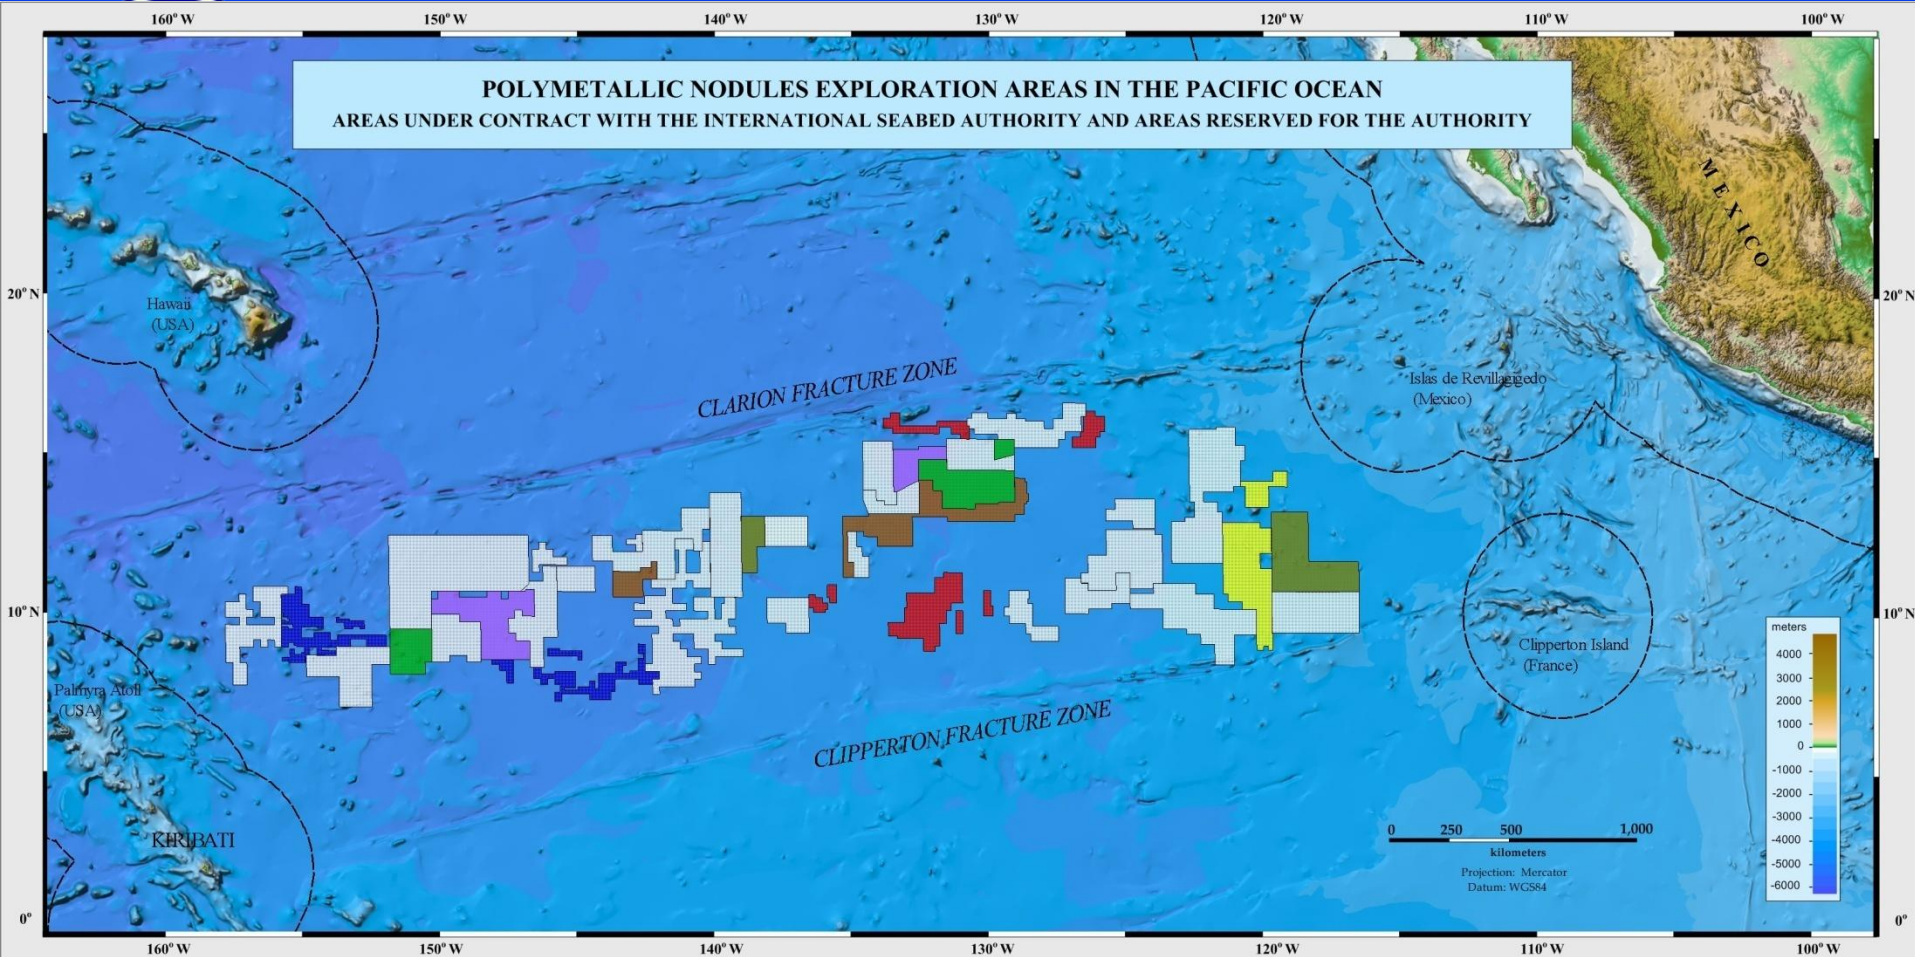 160° W 150° W 140° W 130° W 120° W 110° W 100° W
POLYMETALLIC NODULES EXPLORATION AREAS IN THE PACIFIC OCEAN
AREAS UNDER CONTRACT WITH THE INTERNATIONAL SEABED AUTHORITY AND AREAS RESERVED FOR THE AUTHORITY
MEXICO
20° N 20° N
Hawaii
(USA)
CLARION FRACTURE ZONE
Islas de Revillagigedo
(Mexico)
10° N 10° N
Clipperton Island
(France)
Palmyra Atoll
(USA)
CLIPPERTON FRACTURE ZONE
KIRIBATI
meters
4000
3000
2000
1000
0
-1000
-2000
-3000
-4000
-5000
-6000
0 250 500 1,000
kilometers
Projection: Mercator
Datum: WGS84
0° 0°
160° W 150° W 140° W 130° W 120° W 110° W 100° W